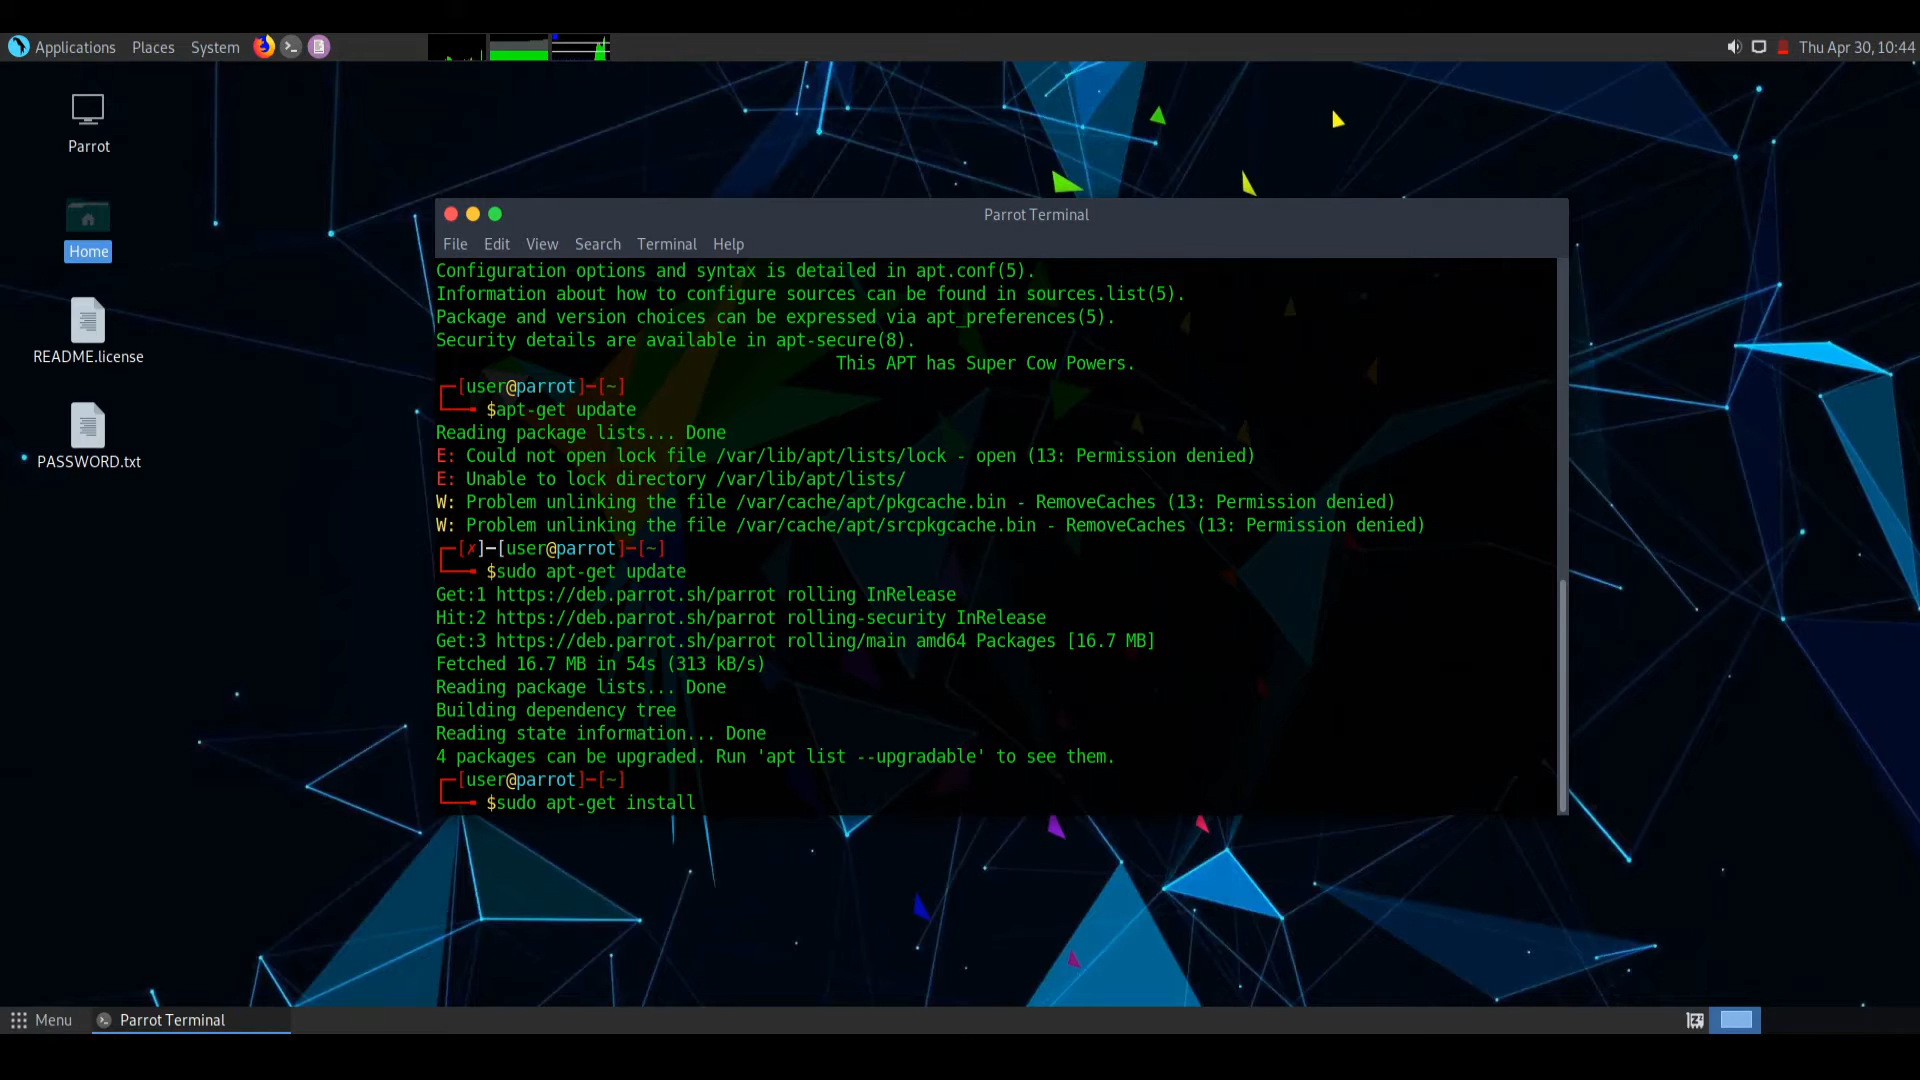 Applications Places System Thu Apr 30, 10:44
Parrot
Home
README.license
PASSWORD.txt
Parrot Terminal
File Edit View Search Terminal Help
Configuration options and syntax is detailed in apt.conf(5).
Information about how to configure sources can be found in sources.list(5).
Package and version choices can be expressed via apt_preferences(5).
Security details are available in apt-secure(8).
This APT has Super Cow Powers.
┌─[user@parrot]─[~]
└──╼ $apt-get update
Reading package lists... Done
E: Could not open lock file /var/lib/apt/lists/lock - open (13: Permission denied)
E: Unable to lock directory /var/lib/apt/lists/
W: Problem unlinking the file /var/cache/apt/pkgcache.bin - RemoveCaches (13: Permission denied)
W: Problem unlinking the file /var/cache/apt/srcpkgcache.bin - RemoveCaches (13: Permission denied)
┌─[✗]─[user@parrot]─[~]
└──╼ $sudo apt-get update
Get:1 https://deb.parrot.sh/parrot rolling InRelease
Hit:2 https://deb.parrot.sh/parrot rolling-security InRelease
Get:3 https://deb.parrot.sh/parrot rolling/main amd64 Packages [16.7 MB]
Fetched 16.7 MB in 54s (313 kB/s)
Reading package lists... Done
Building dependency tree
Reading state information... Done
4 packages can be upgraded. Run 'apt list --upgradable' to see them.
┌─[user@parrot]─[~]
└──╼ $sudo apt-get install
Menu Parrot Terminal